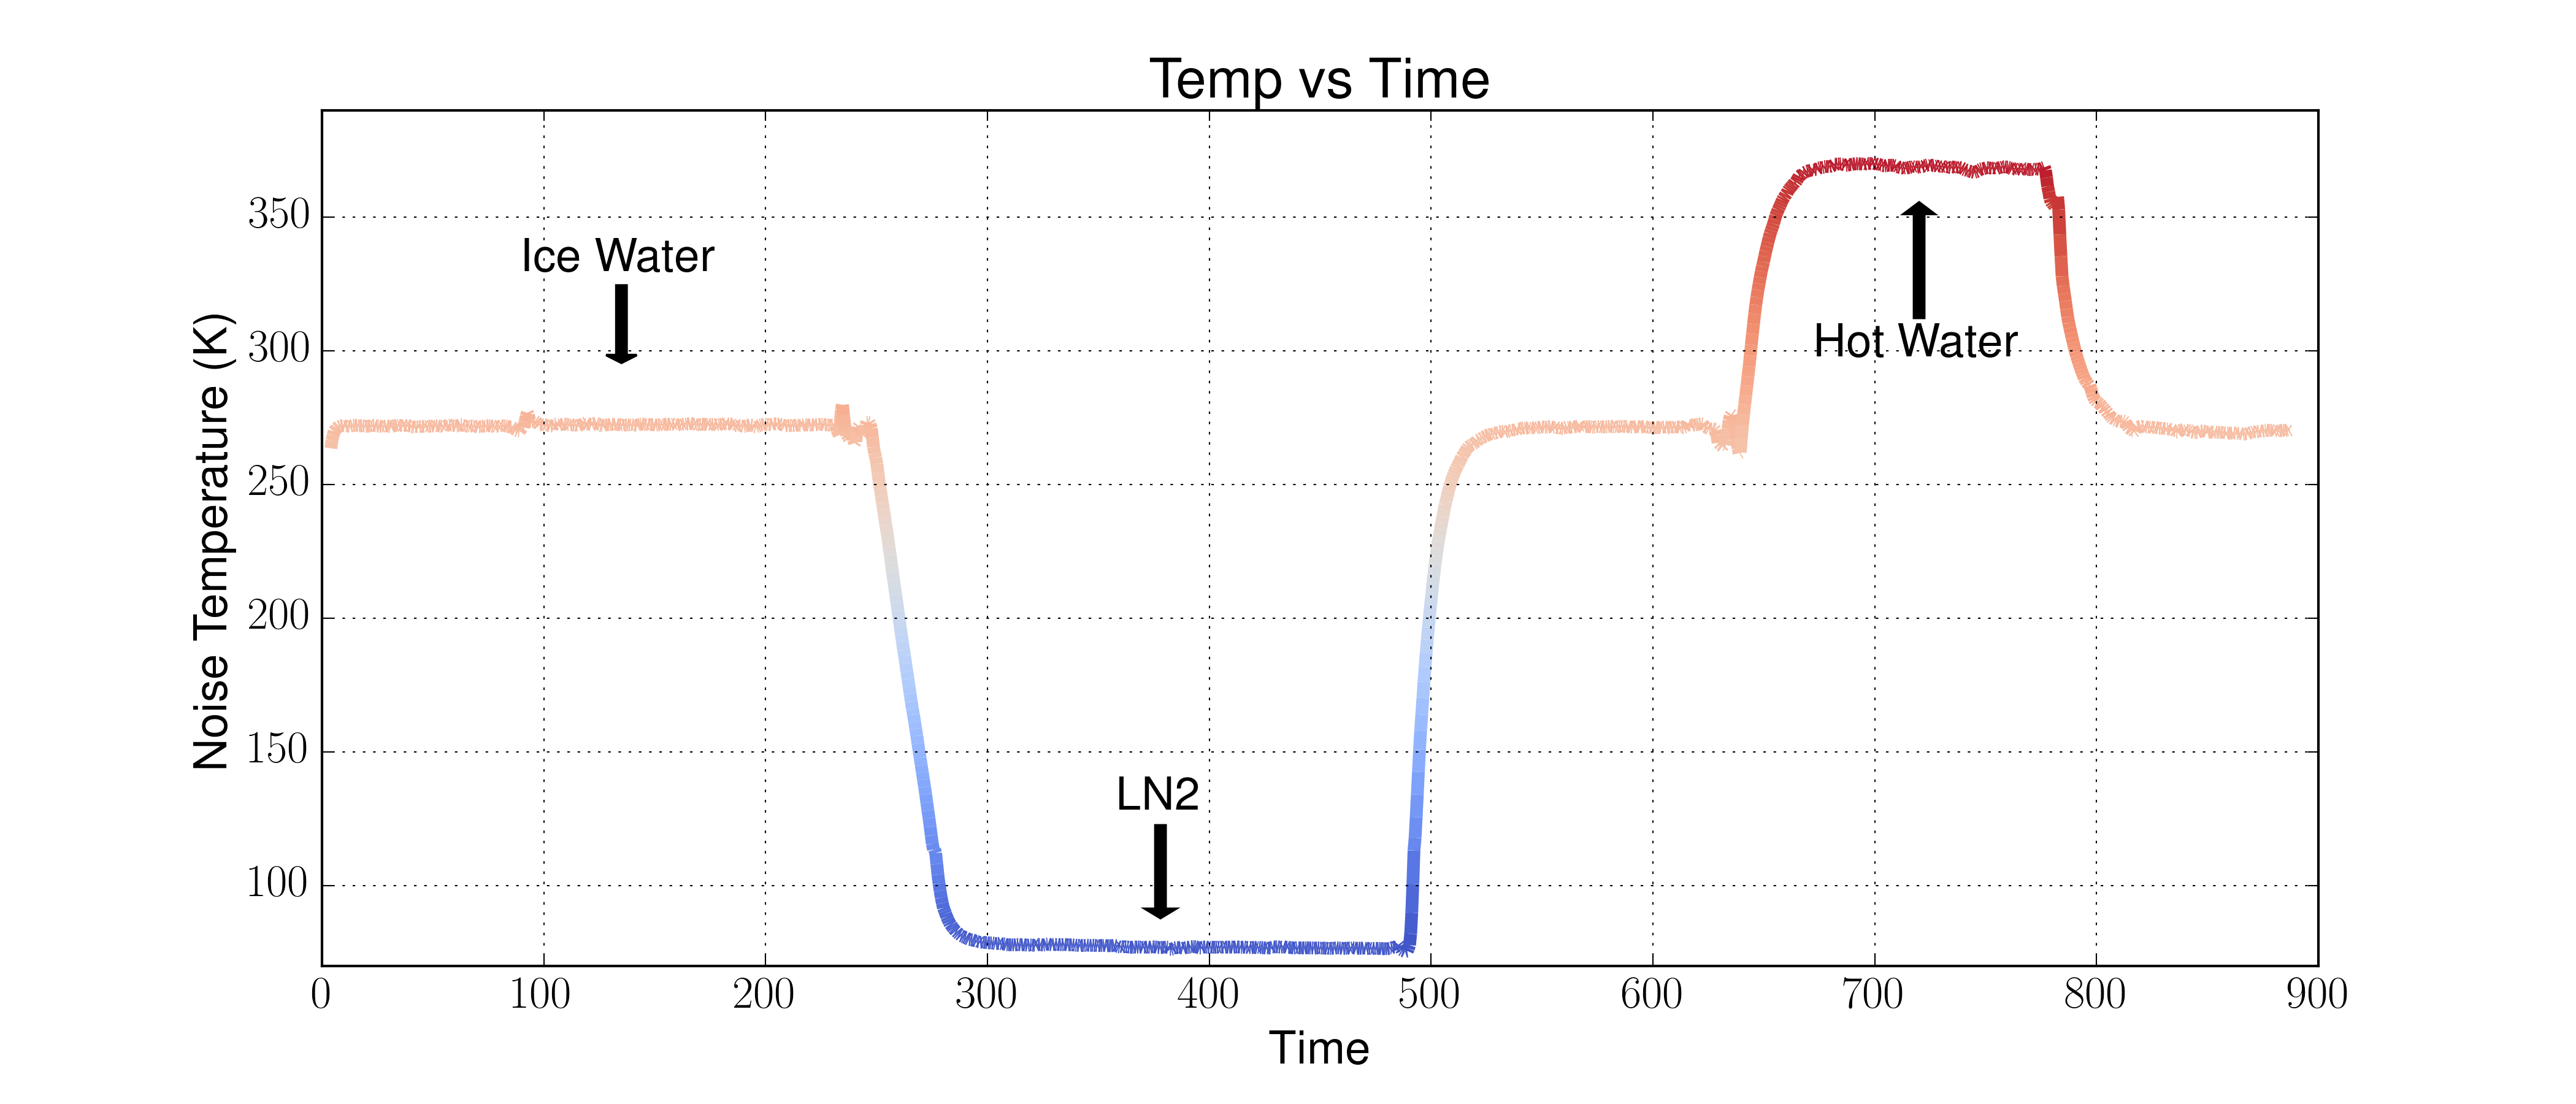 Temp vs Time
Noise Temperature (K)
350
300
250
200
150
100
Ice Water
Hot Water
LN2
0 100 200 300 400 500 600 700 800 900
Time